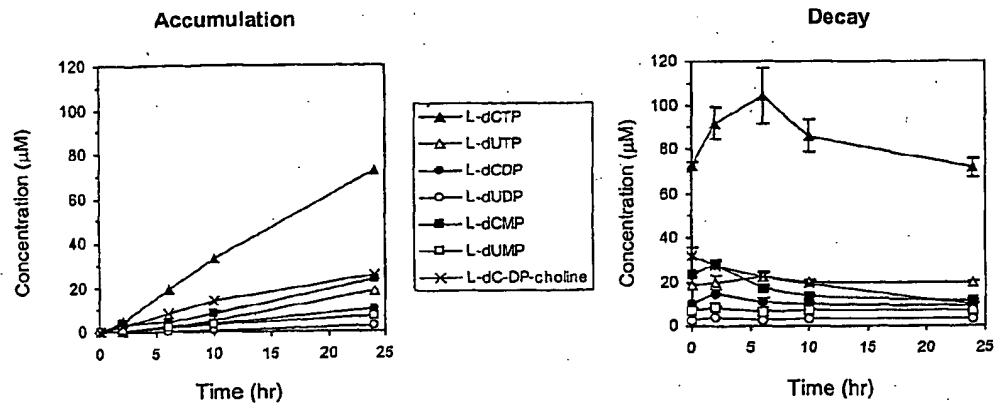 Accumulation
120
100
80
60
40
20
0
0 5 10 15 20 25
Concentration (μM)
Time (hr)
L-dCTP
L-dUTP
L-dCDP
L-dUDP
L-dCMP
L-dUMP
L-dC-DP-choline
Decay
120
100
80
60
40
20
0
0 5 10 15 20 25
Concentration (μM)
Time (hr)